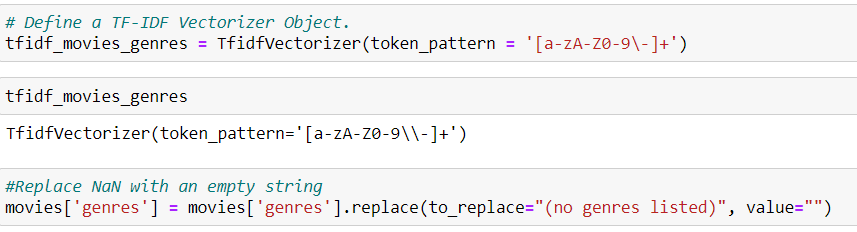 # Define a TF-IDF Vectorizer Object.
tfidf_movies_genres = TfidfVectorizer(token_pattern = '[a-zA-Z0-9\-]+')
tfidf_movies_genres
TfidfVectorizer(token_pattern='[a-zA-Z0-9\\-]+')
#Replace NaN with an empty string
movies['genres'] = movies['genres'].replace(to_replace="(no genres listed)", value="")